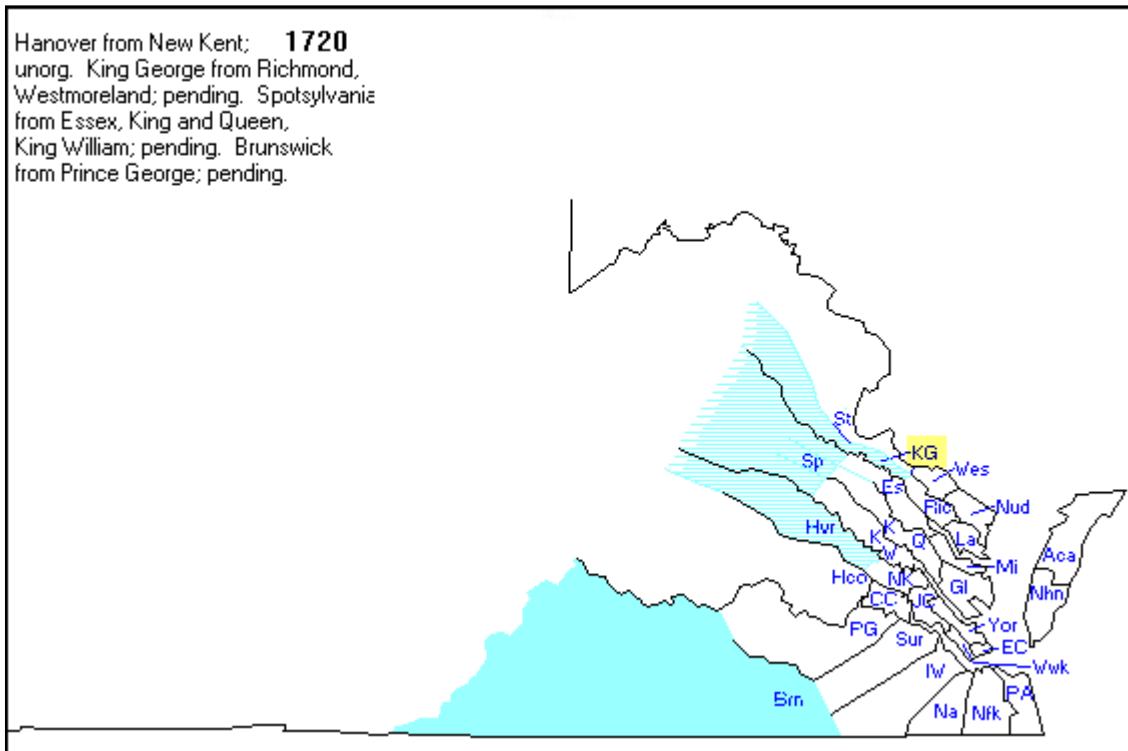 Hanover from New Kent; 1720
unorg. King George from Richmond,
Westmoreland; pending. Spotsylvania
from Essex, King and Queen,
King William; pending. Brunswick
from Prince George; pending.
St
KG
Wes
Sp
Es
Nud
Ric
Hvr
K
K
Q
La
W
Aca
Mi
Hco
NK
Gl
Nhn
CC
JC
PG
Sur
Yor
EC
IW
Wwk
Brn
PA
Na
Nfk